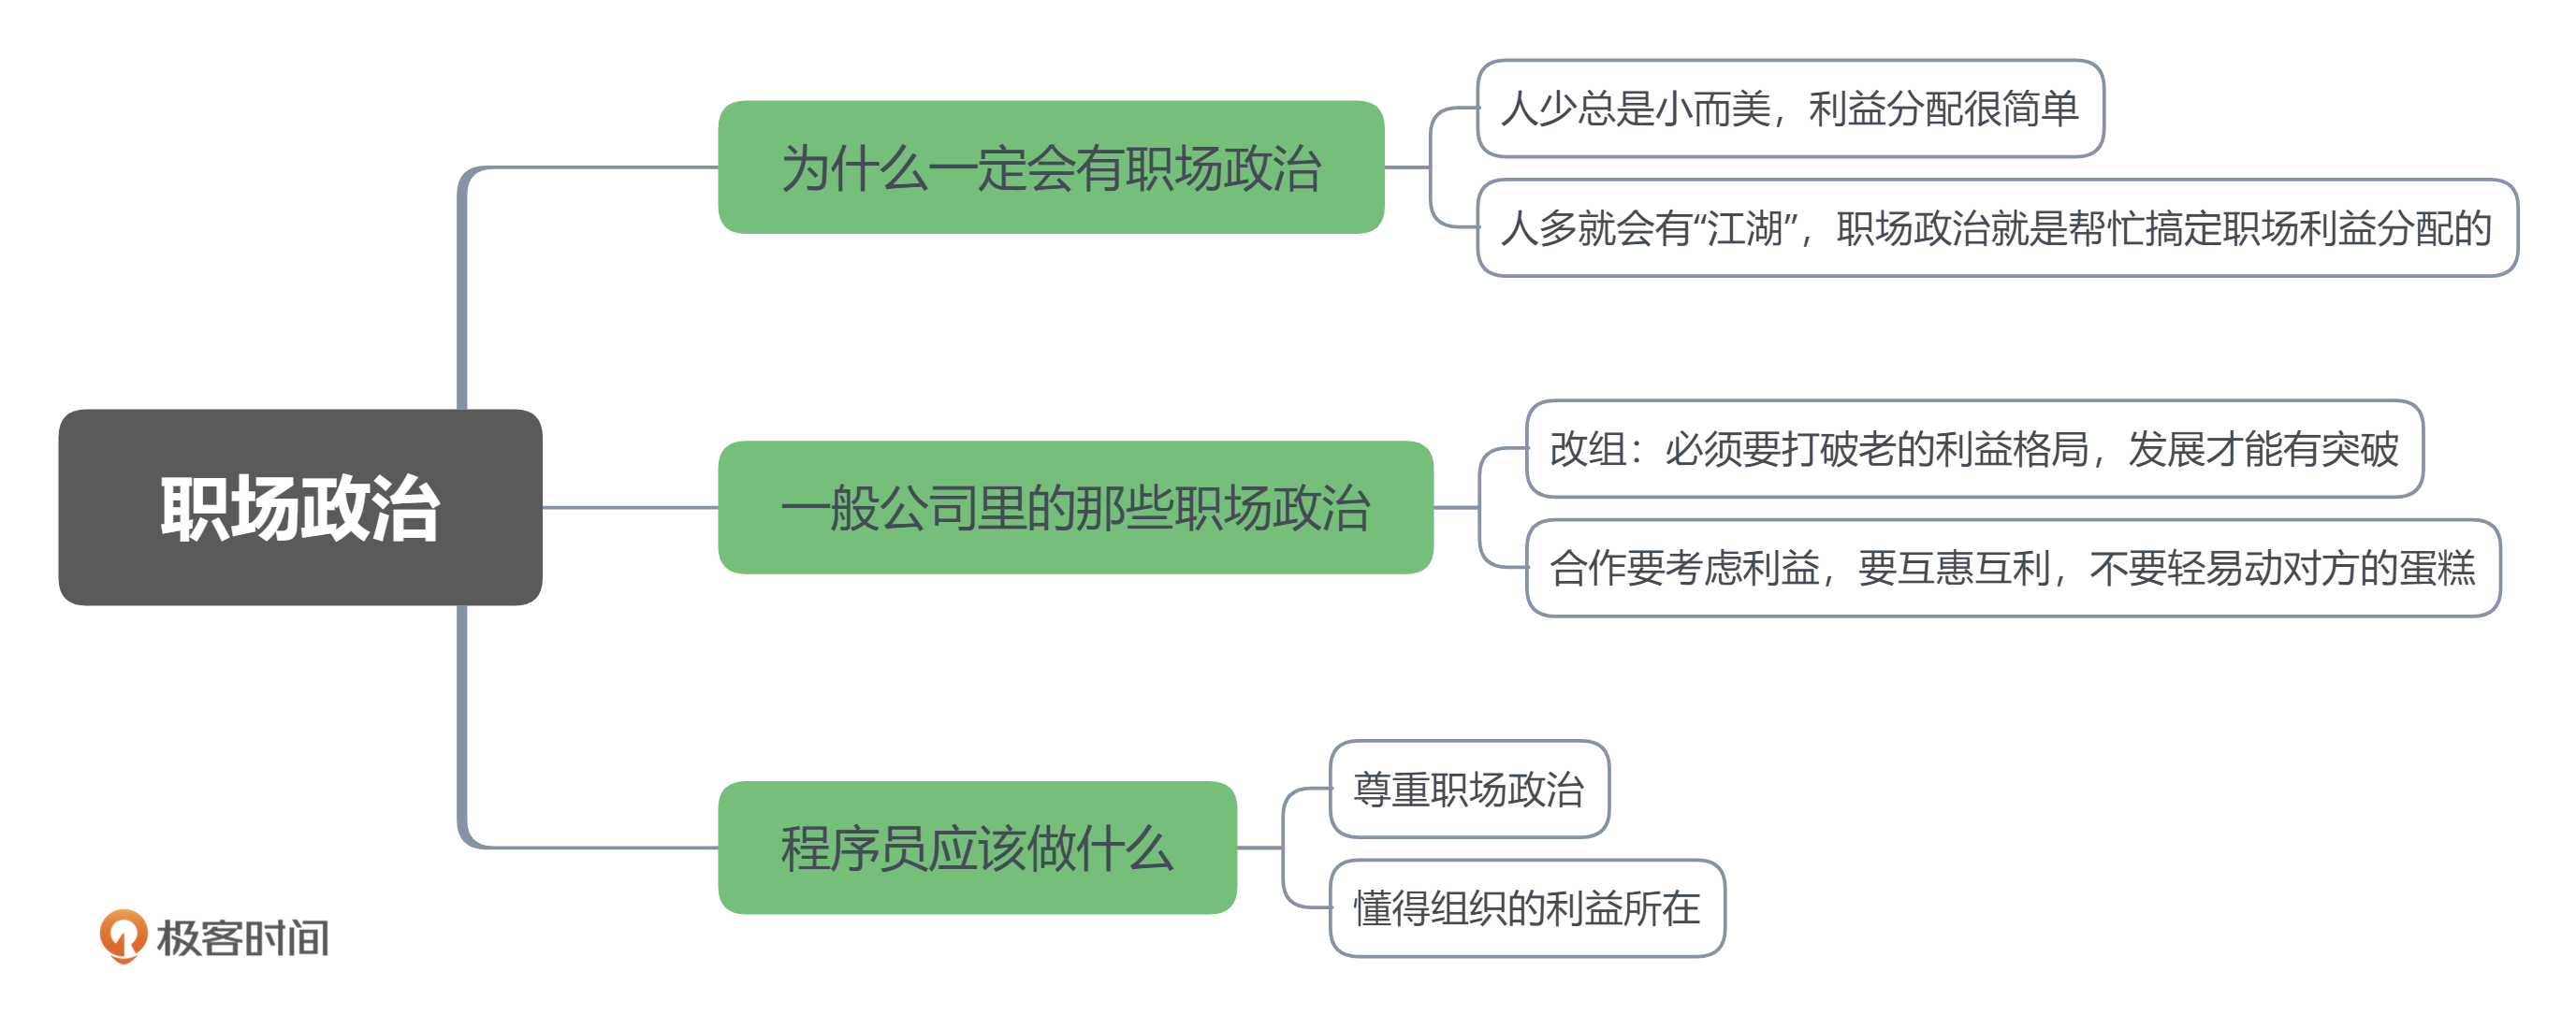 职场政治
为什么一定会有职场政治
人少总是小而美，利益分配很简单
人多就会有“江湖”，职场政治就是帮忙搞定职场利益分配的
一般公司里的那些职场政治
改组：必须要打破老的利益格局，发展才能有突破
合作要考虑利益，要互惠互利，不要轻易动对方的蛋糕
程序员应该做什么
尊重职场政治
懂得组织的利益所在
极客时间